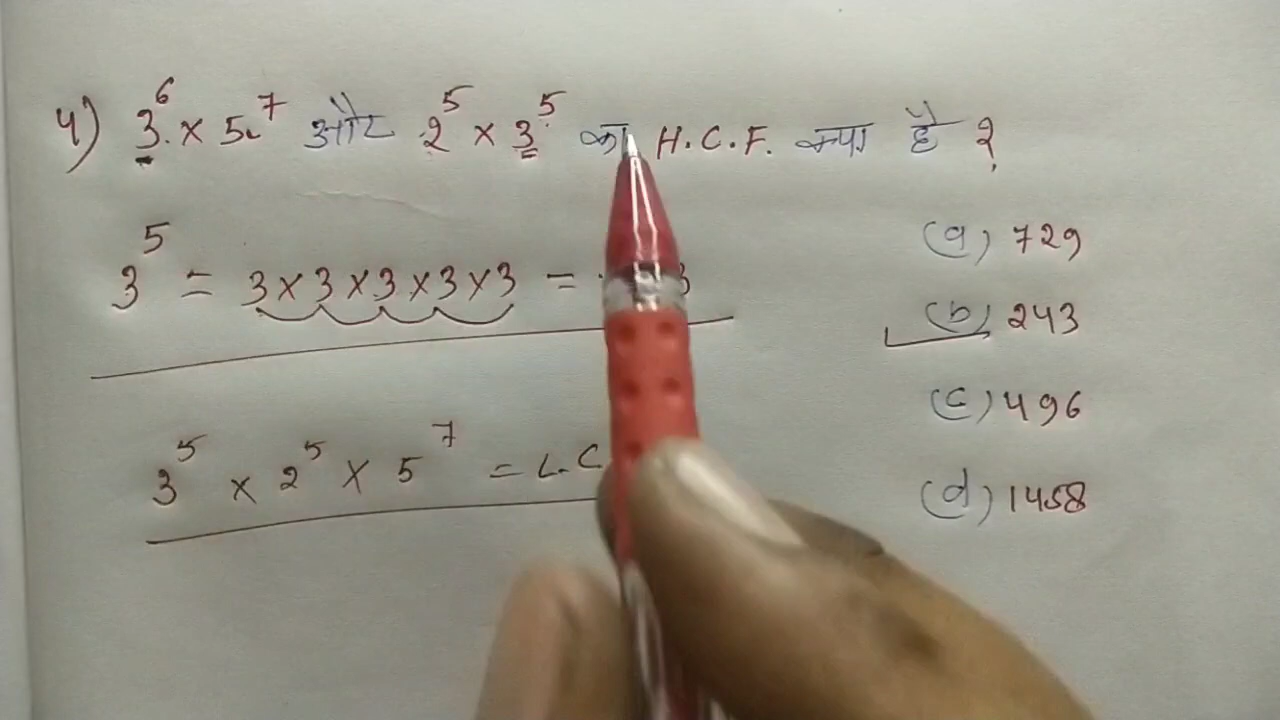 4) 3⁶ × 5⁷ और 2⁵ × 3⁵ का H.C.F. क्या है ?
(a) 729
3⁵ = 3×3×3×3×3 =
(b) 243
(c) 496
3⁵ × 2⁵ × 5⁷ = L.C.
(d) 1458